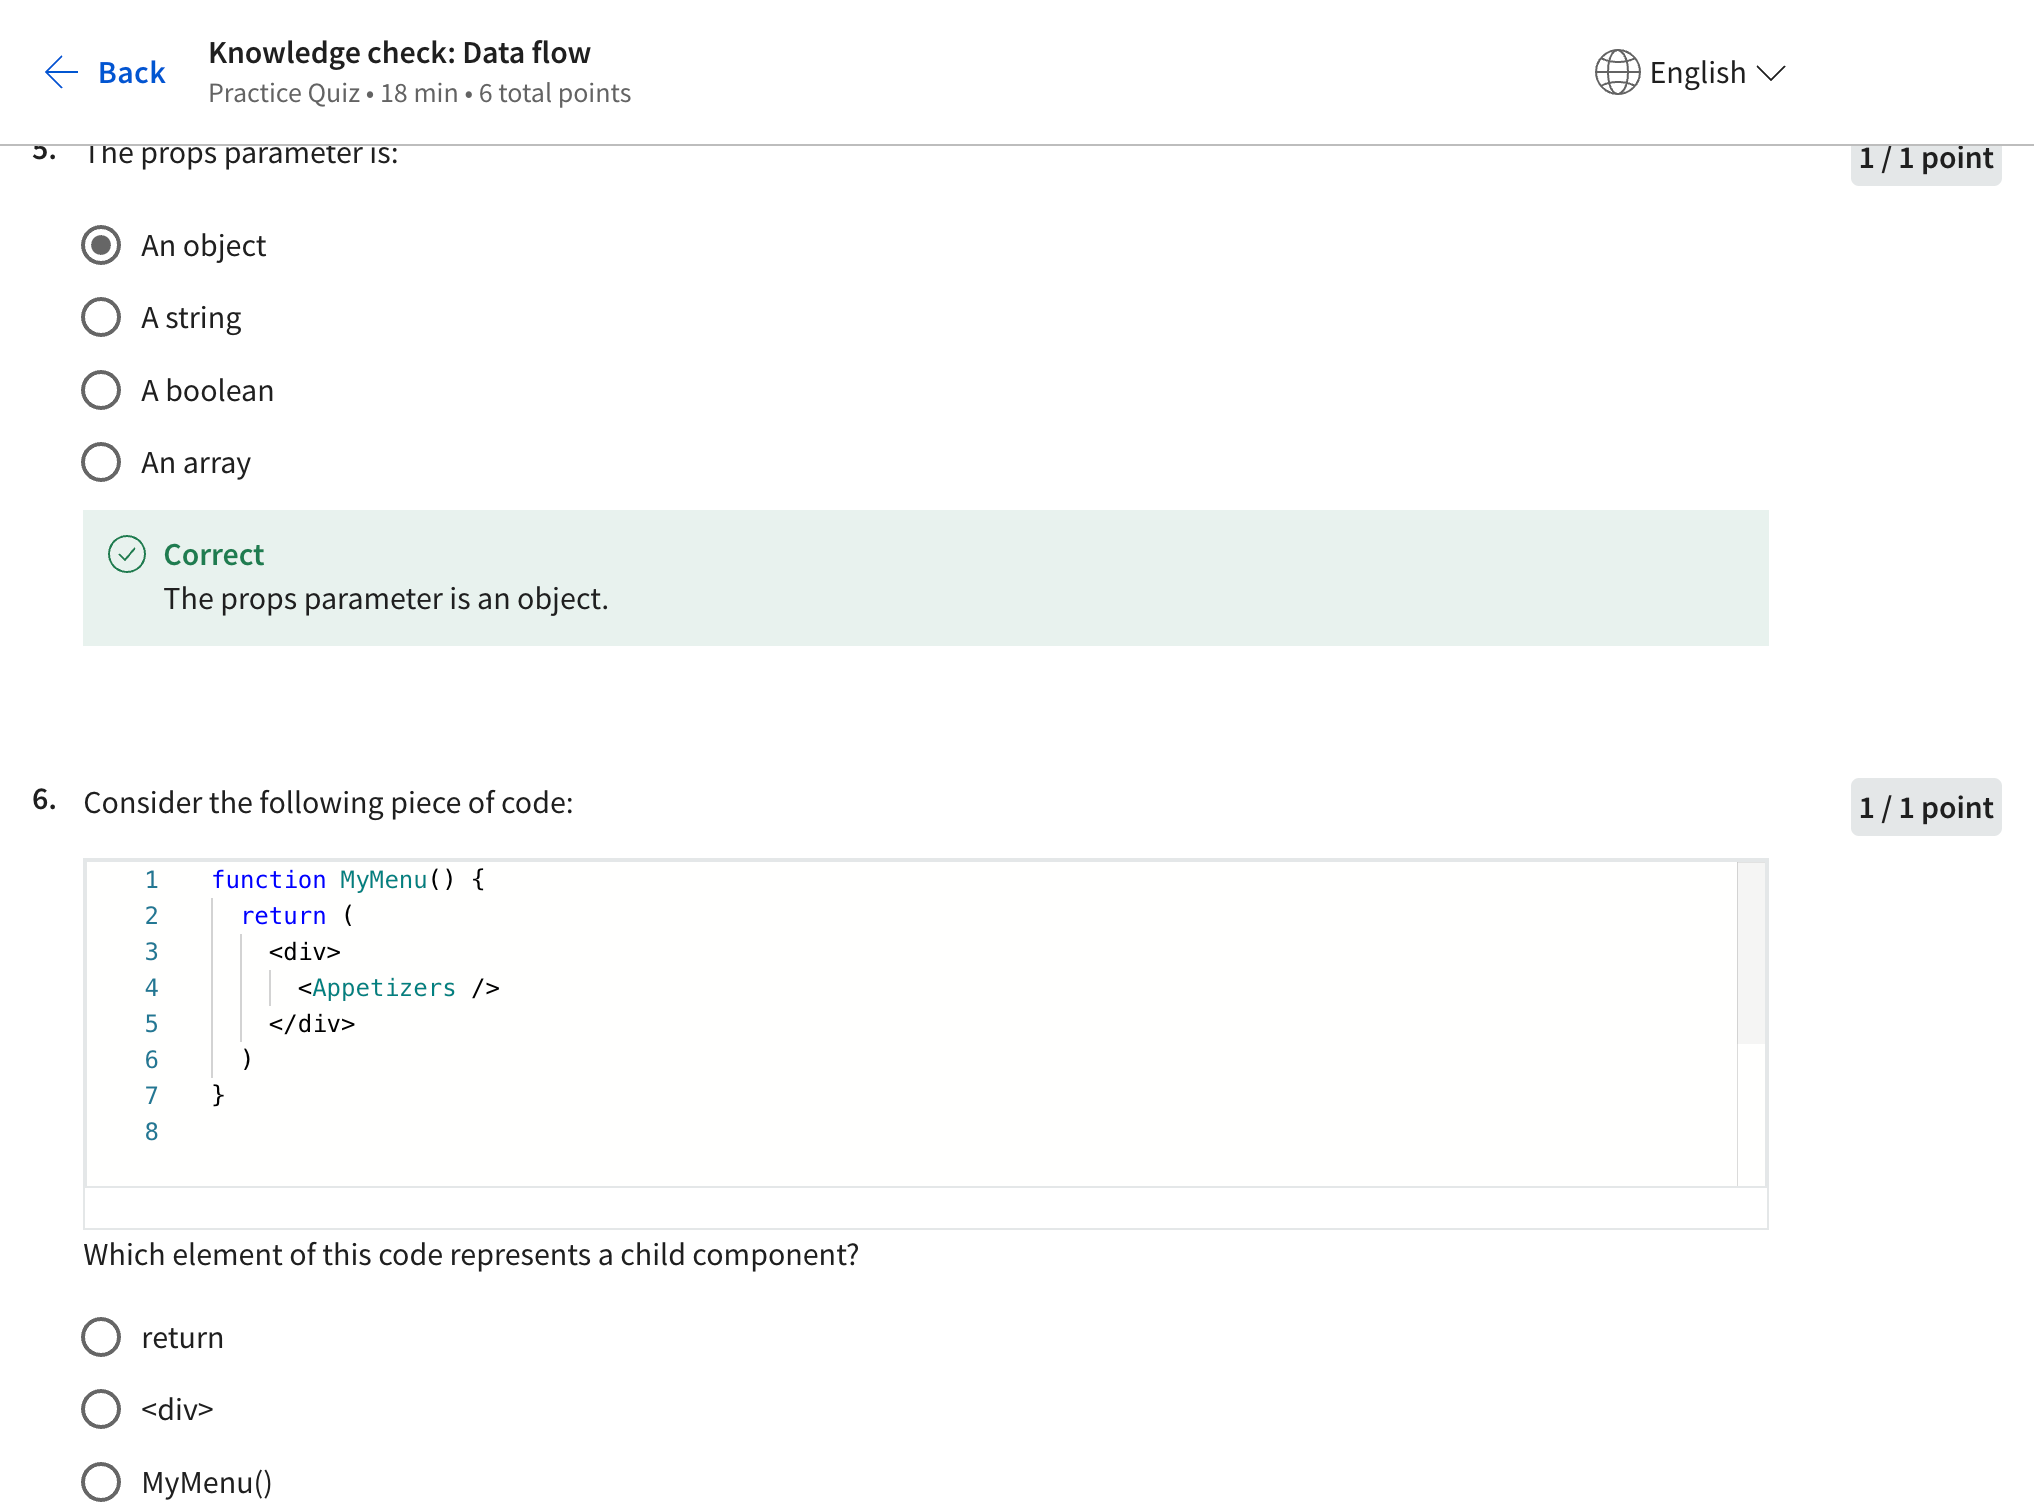 Back
Knowledge check: Data flow
Practice Quiz • 18 min • 6 total points
English
5. The props parameter is:
1 / 1 point
An object
A string
A boolean
An array
Correct
The props parameter is an object.
6. Consider the following piece of code:
1 / 1 point
1 function MyMenu() {
2 return (
3 <div>
4 <Appetizers />
5 </div>
6 )
7 }
8
Which element of this code represents a child component?
return
<div>
MyMenu()